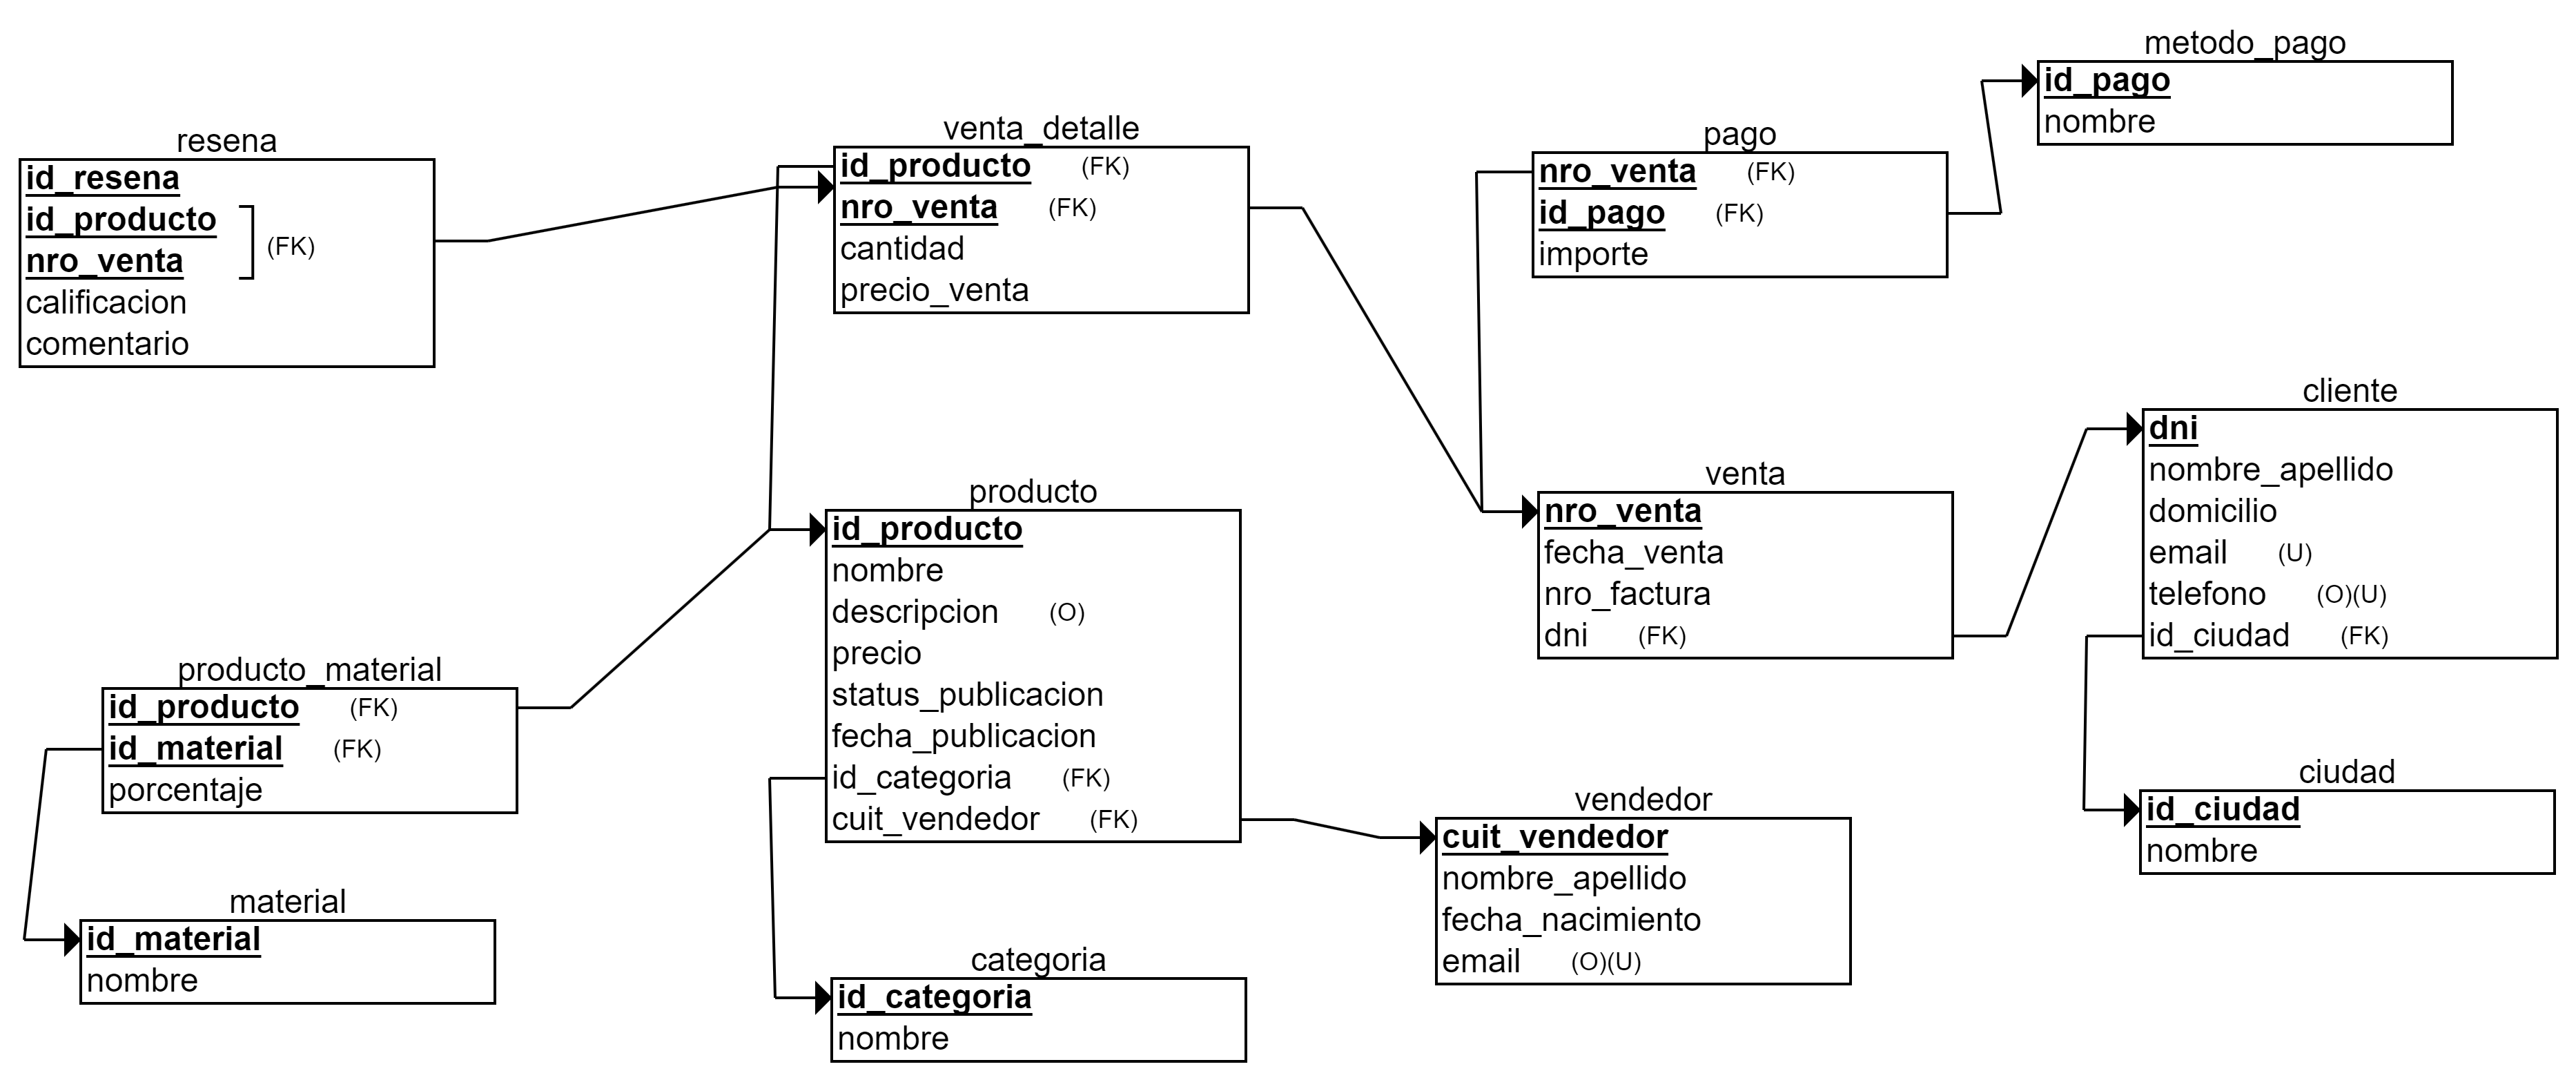 resena
id_resena
id_producto
nro_venta
(FK)
calificacion
comentario
venta_detalle
id_producto (FK)
nro_venta (FK)
cantidad
precio_venta
pago
nro_venta (FK)
id_pago (FK)
importe
metodo_pago
id_pago
nombre
producto_material
id_producto (FK)
id_material (FK)
porcentaje
material
id_material
nombre
producto
id_producto
nombre
descripcion (O)
precio
status_publicacion
fecha_publicacion
id_categoria (FK)
cuit_vendedor (FK)
categoria
id_categoria
nombre
venta
nro_venta
fecha_venta
nro_factura
dni (FK)
vendedor
cuit_vendedor
nombre_apellido
fecha_nacimiento
email (O)(U)
cliente
dni
nombre_apellido
domicilio
email (U)
telefono (O)(U)
id_ciudad (FK)
ciudad
id_ciudad
nombre